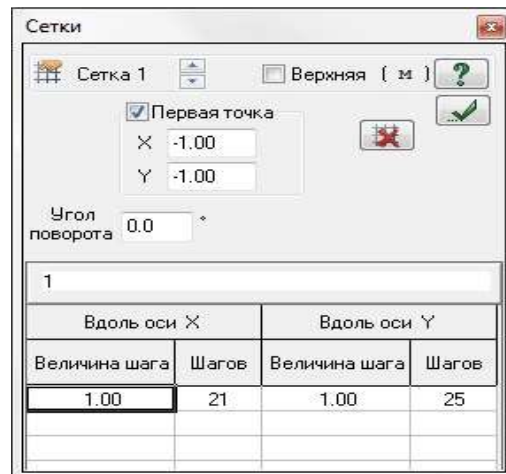 Сетки
Сетка 1 Верхняя ( м ) ?
Первая точка
X -1.00
Y -1.00
Угол поворота 0.0 °
1
Вдоль оси X Вдоль оси Y
Величина шага Шагов Величина шага Шагов
1.00 21 1.00 25